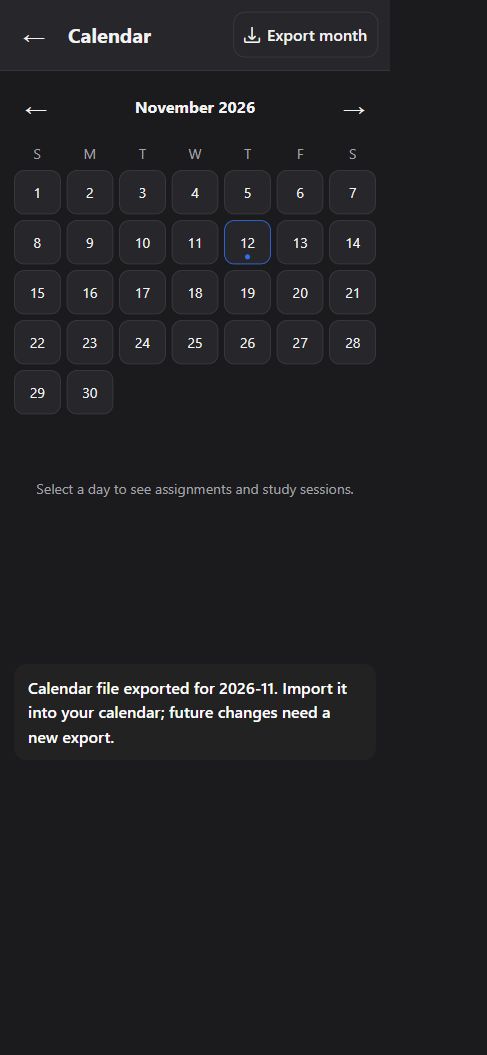 Calendar
Export month
November 2026
S M T W T F S
1 2 3 4 5 6 7
8 9 10 11 12 13 14
15 16 17 18 19 20 21
22 23 24 25 26 27 28
29 30
Select a day to see assignments and study sessions.
Calendar file exported for 2026-11. Import it
into your calendar; future changes need a
new export.